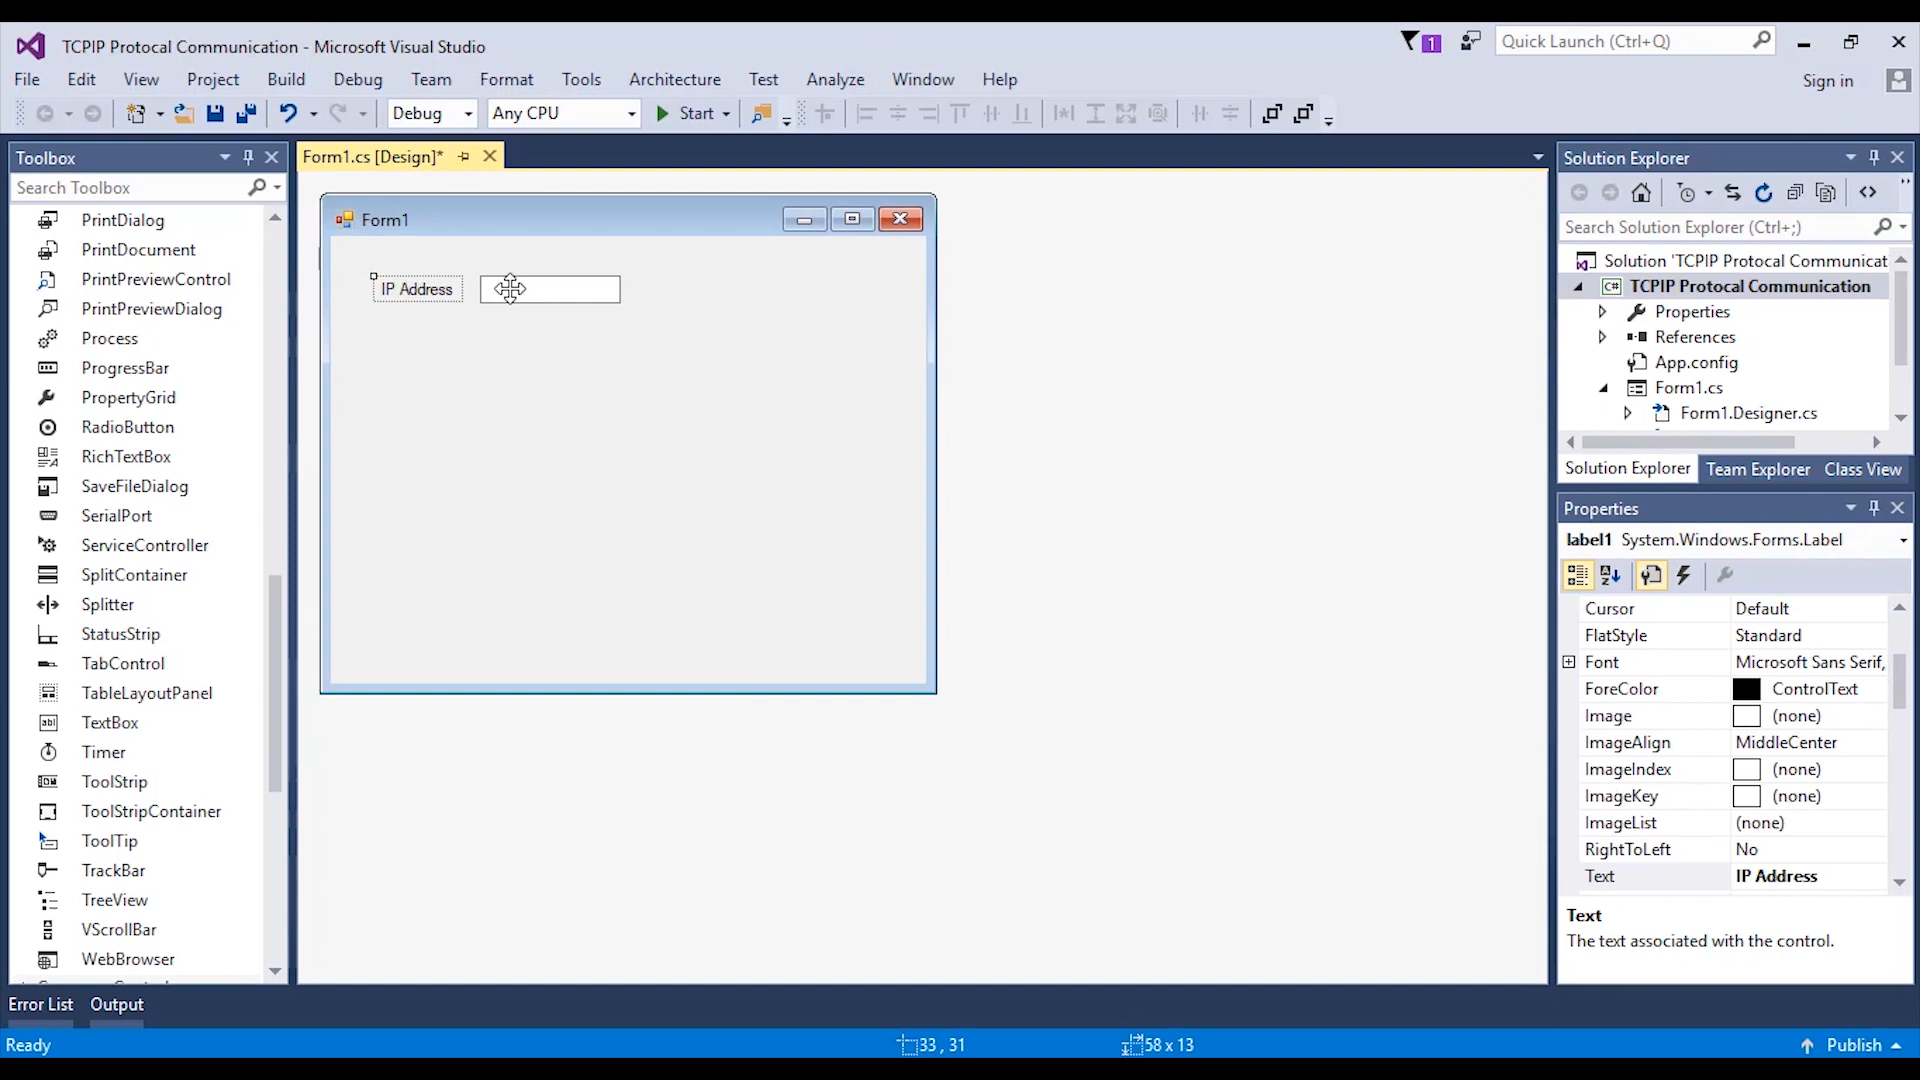 TCPIP Protocal Communication - Microsoft Visual Studio
1
Quick Launch (Ctrl+Q)
File Edit View Project Build Debug Team Format Tools Architecture Test Analyze Window Help
Sign in
Debug Any CPU Start
Toolbox
Search Toolbox
PrintDialog
PrintDocument
PrintPreviewControl
PrintPreviewDialog
Process
ProgressBar
PropertyGrid
RadioButton
RichTextBox
SaveFileDialog
SerialPort
ServiceController
SplitContainer
Splitter
StatusStrip
TabControl
TableLayoutPanel
TextBox
Timer
ToolStrip
ToolStripContainer
ToolTip
TrackBar
TreeView
VScrollBar
WebBrowser
Form1.cs [Design]*
Form1
IP Address
Solution Explorer
Search Solution Explorer (Ctrl+;)
Solution 'TCPIP Protocal Communicat
C# TCPIP Protocal Communication
Properties
References
App.config
Form1.cs
Form1.Designer.cs
Solution Explorer Team Explorer Class View
Properties
label1 System.Windows.Forms.Label
Cursor Default
FlatStyle Standard
Font Microsoft Sans Serif,
ForeColor ControlText
Image (none)
ImageAlign MiddleCenter
ImageIndex (none)
ImageKey (none)
ImageList (none)
RightToLeft No
Text IP Address
Text
The text associated with the control.
Error List Output
Ready
33 , 31
58 x 13
Publish